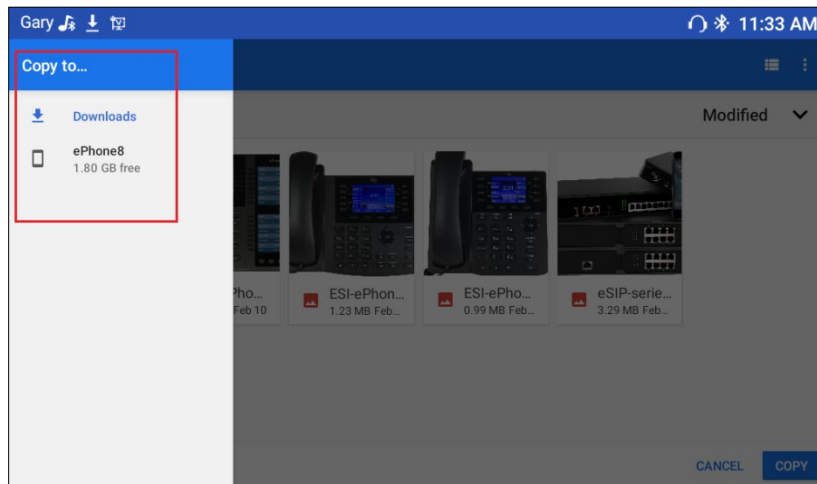 Gary
11:33 AM
Copy to...
Downloads
Modified
ePhone8
1.80 GB free
Pho...
Feb 10
ESI-ePhon...
1.23 MB Feb...
ESI-ePho...
0.99 MB Feb...
eSIP-serie...
3.29 MB Feb...
CANCEL
COPY